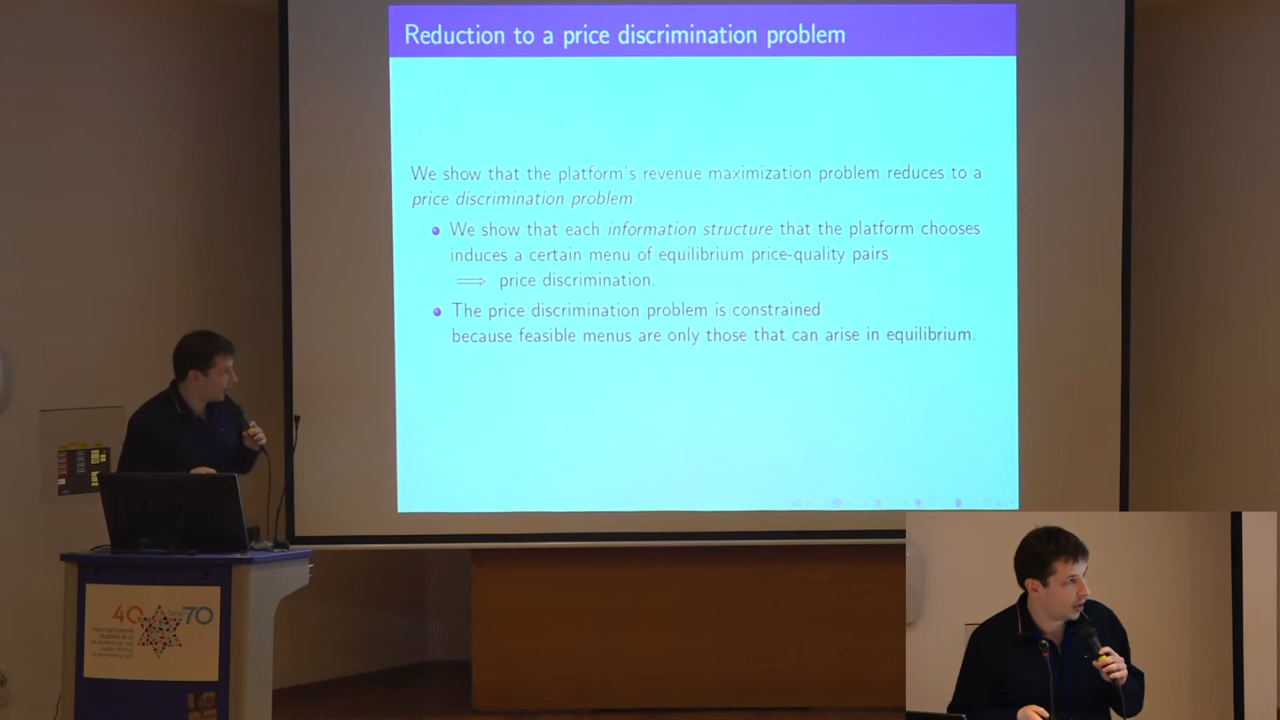 Reduction to a price discrimination problem
We show that the platform's revenue maximization problem reduces to a
price discrimination problem.
We show that each information structure that the platform chooses
induces a certain menu of equilibrium price-quality pairs
⟹ price discrimination.
The price discrimination problem is constrained
because feasible menus are only those that can arise in equilibrium.
40
70